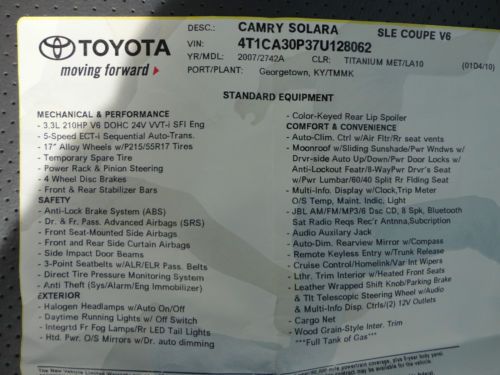 TOYOTA
moving forward
DESC.: CAMRY SOLARA SLE COUPE V6
VIN: 4T1CA30P37U128062
YR/MDL: 2007/2742A CLR: TITANIUM MET/LA10 (01D4/10)
PORT/PLANT: Georgetown, KY/TMMK
STANDARD EQUIPMENT
MECHANICAL & PERFORMANCE
- 3.3L 210HP V6 DOHC 24V VVT-i SFI Eng
- 5-Speed ECT-i Sequential Auto-Trans.
- 17" Alloy Wheels w/P215/55R17 Tires
- Temporary Spare Tire
- Power Rack & Pinion Steering
- 4 Wheel Disc Brakes
- Front & Rear Stabilizer Bars
SAFETY
- Anti-Lock Brake System (ABS)
- Dr. & Fr. Pass. Advanced Airbags (SRS)
- Front Seat-Mounted Side Airbags
- Front and Rear Side Curtain Airbags
- Side Impact Door Beams
- 3-Point Seatbelts w/ALR/ELR Pass. Belts
- Direct Tire Pressure Monitoring System
- Anti Theft (Sys/Alarm/Eng Immobilizer)
EXTERIOR
- Halogen Headlamps w/Auto On/Off
- Daytime Running Lights w/ Off Switch
- Integrtd Fr Fog Lamps/Rr LED Tail Lights
- Htd. Pwr. O/S Mirrors w/Dr. auto dimming
- Color-Keyed Rear Lip Spoiler
COMFORT & CONVENIENCE
- Auto-Clim. Ctrl w/Air Fltr/Rr seat vents
- Moonroof w/Sliding Sunshade/Pwr Wndws w/
Drvr-side Auto Up/Down/Pwr Door Locks w/
Anti-Lockout Featr/8-WayPwr Drvr's Seat
w/Pwr Lumbar/60/40 Split Rr Flding Seat
- Multi-Info. Display w/Clock,Trip Meter
O/S Temp, Maint. Indic, Light
- JBL AM/FM/MP3/6 Disc CD, 8 Spk, Bluetooth
Sat Radio Reqs Rec'r Antnna,Subcription
- Audio Auxilary Jack
- Auto-Dim. Rearview Mirror w/Compass
- Remote Keyless Entry w/Trunk Release
- Cruise Control/Homelink/Var Int Wipers
- Lthr. Trim Interior w/Heated Front Seats
- Leather Wrapped Shift Knob/Parking Brake
& Tlt Telescopic Steering Wheel w/Audio
& Multi-Info Disp. Ctrls/(2) 12V Outlets
- Cargo Net
- Wood Grain-Style Inter. Trim
***Full Tank of Gas***